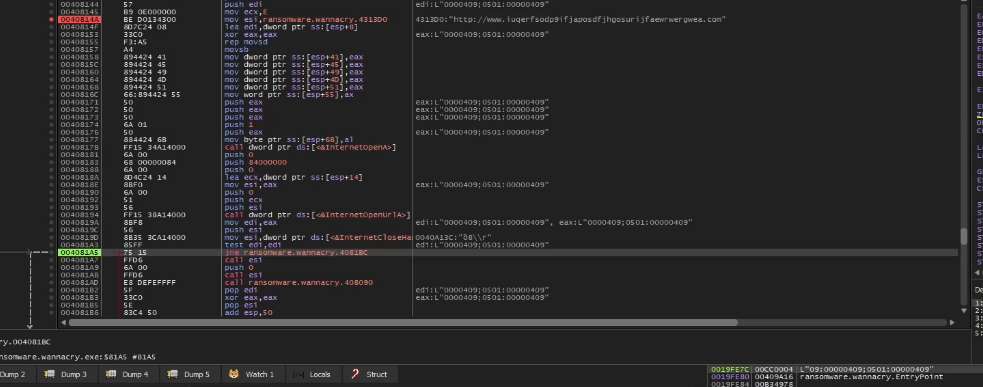 00408144 57 push edi edi:L"0000409;0501:00000409"
00408145 B9 0E000000 mov ecx,E
0040814A BE D0134300 mov esi,ransomware.wannacry.4313D0 4313D0:"http://www.iuqerfsodp9ifjaposdfjhgosurijfaewrwergwea.com"
0040814F 8D7C24 08 lea edi,dword ptr ss:[esp+8]
00408153 33C0 xor eax,eax eax:L"0000409;0501:00000409"
00408155 F3:A5 rep movsd
00408157 A4 movsb
00408158 894424 41 mov dword ptr ss:[esp+41],eax
0040815C 894424 45 mov dword ptr ss:[esp+45],eax
00408160 894424 49 mov dword ptr ss:[esp+49],eax
00408164 894424 4D mov dword ptr ss:[esp+4D],eax
00408168 894424 51 mov dword ptr ss:[esp+51],eax
0040816C 66:894424 55 mov word ptr ss:[esp+55],ax
00408171 50 push eax eax:L"0000409;0501:00000409"
00408172 50 push eax eax:L"0000409;0501:00000409"
00408173 50 push eax eax:L"0000409;0501:00000409"
00408174 6A 01 push 1
00408176 50 push eax eax:L"0000409;0501:00000409"
00408177 884424 6B mov byte ptr ss:[esp+6B],al
0040817B FF15 34A14000 call dword ptr ds:[<&InternetOpenA>]
00408181 6A 00 push 0
00408183 68 00000084 push 84000000
00408188 6A 00 push 0
0040818A 8D4C24 14 lea ecx,dword ptr ss:[esp+14]
0040818E 8BF0 mov esi,eax eax:L"0000409;0501:00000409"
00408190 6A 00 push 0
00408192 51 push ecx
00408193 56 push esi
00408194 FF15 38A14000 call dword ptr ds:[<&InternetOpenUrlA>]
0040819A 8BF8 mov edi,eax edi:L"0000409;0501:00000409", eax:L"0000409;0501:00000409"
0040819C 56 push esi
0040819D 8B35 3CA14000 mov esi,dword ptr ds:[<&InternetCloseHa 0040A13C:"ð8\\r"
004081A3 85FF test edi,edi edi:L"0000409;0501:00000409"
004081A5 75 15 jne ransomware.wannacry.4081BC
004081A7 FFD6 call esi
004081A9 6A 00 push 0
004081AB FFD6 call esi
004081AD E8 DEFEFFFF call ransomware.wannacry.408090
004081B2 5F pop edi edi:L"0000409;0501:00000409"
004081B3 33C0 xor eax,eax eax:L"0000409;0501:00000409"
004081B5 5E pop esi
004081B6 83C4 50 add esp,50
ry.004081BC
nsomware.wannacry.exe:$81A5 #81A5
Dump 2 Dump 3 Dump 4 Dump 5 Watch 1 Locals Struct
0019FE7C 00CC0004 L"09:00000409;0501:00000409"
0019FE80 00409A16 ransomware.wannacry.EntryPoint
0019FE84 00B34978